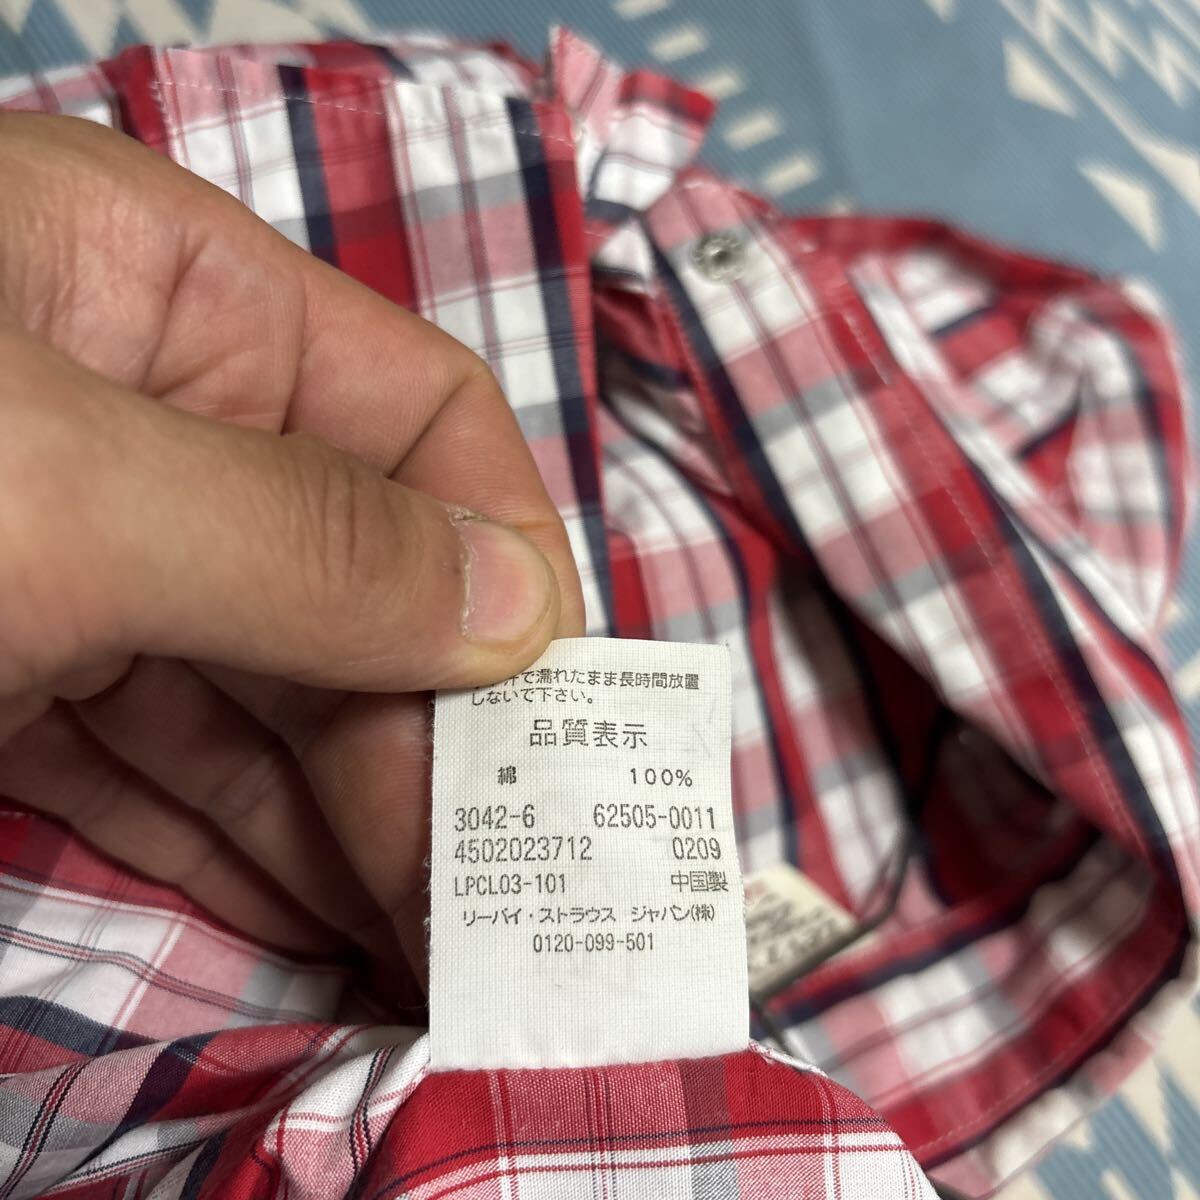 汗で濡れたまま長時間放置
しないで下さい。
品質表示
綿 100%
3042-6 62505-0011
4502023712 0209
LPCL03-101 中国製
リーバイ・ストラウス ジャパン(株)
0120-099-501